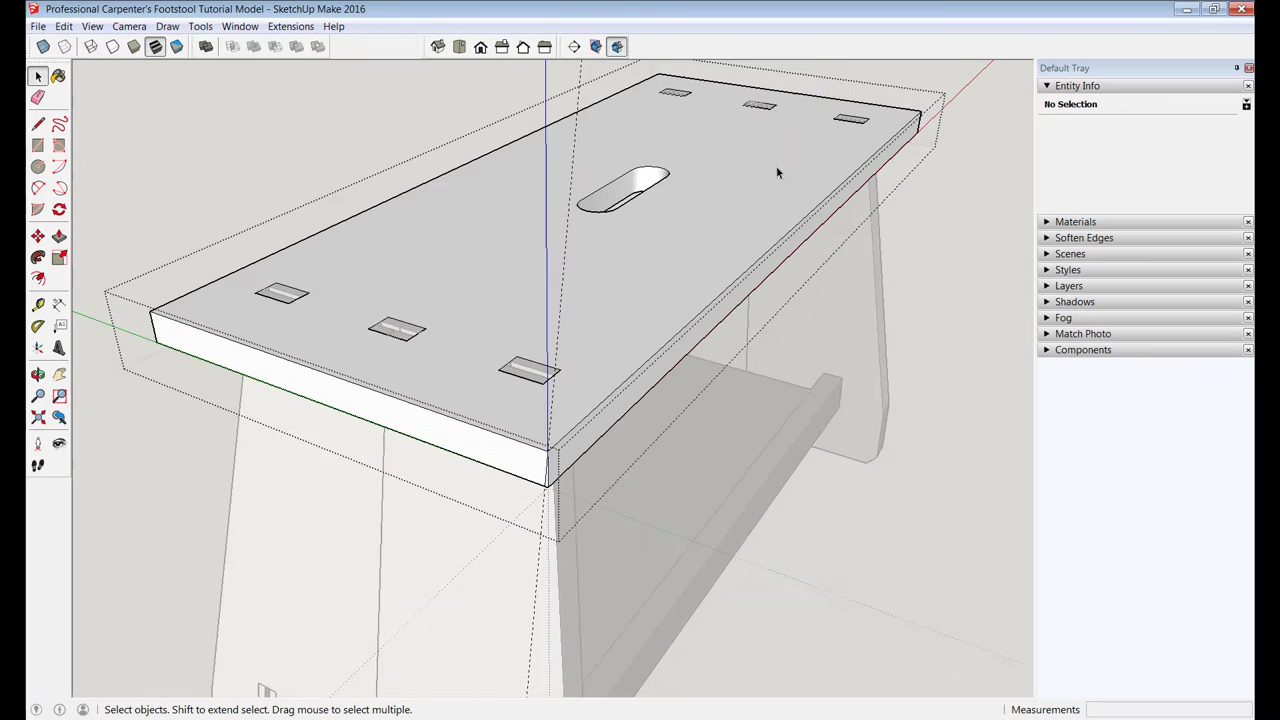 Professional Carpenter's Footstool Tutorial Model - SketchUp Make 2016
File Edit View Camera Draw Tools Window Extensions Help
Default Tray
Entity Info
No Selection
Materials
Soften Edges
Scenes
Styles
Layers
Shadows
Fog
Match Photo
Components
Select objects. Shift to extend select. Drag mouse to select multiple.
Measurements